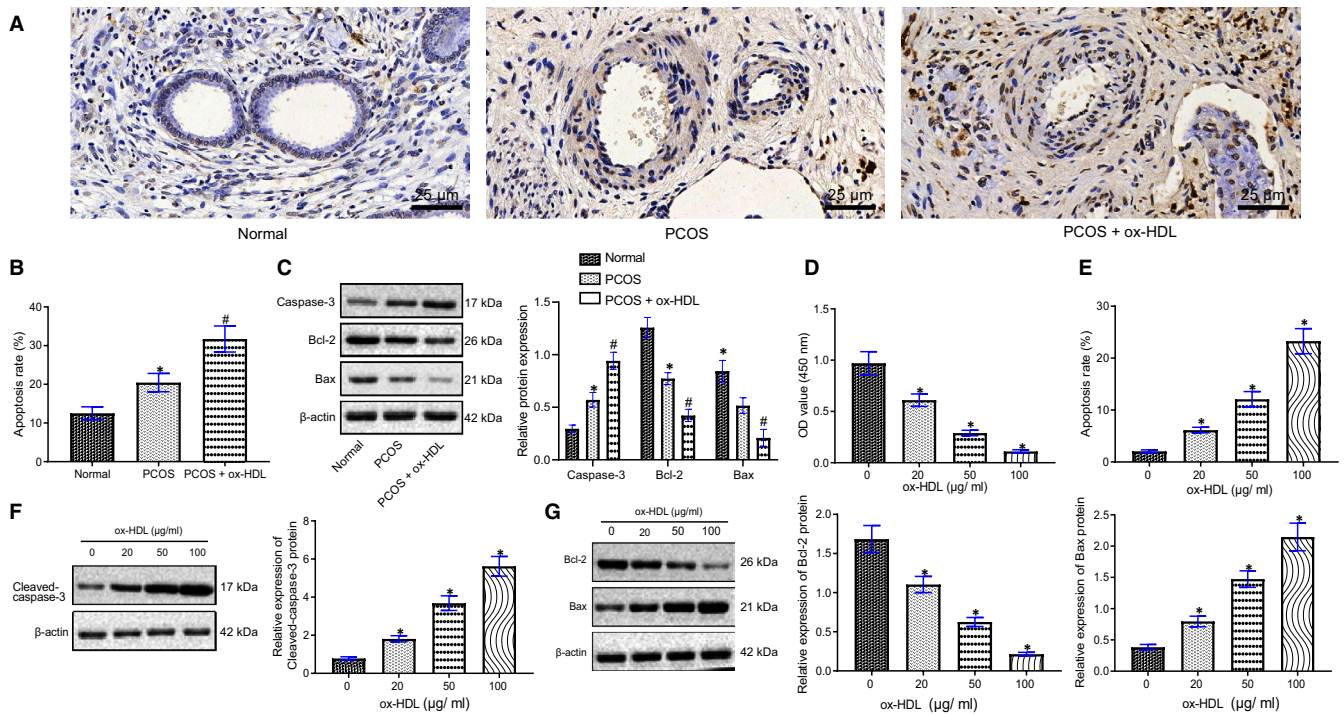 A
25 µm
25 µm
25 µm
Normal
PCOS
PCOS + ox-HDL
B
Apoptosis rate (%)
40
30
20
10
0
*
#
Normal
PCOS
PCOS + ox-HDL
C
Caspase-3
17 kDa
Bcl-2
26 kDa
Bax
21 kDa
β-actin
42 kDa
Normal
PCOS
PCOS + ox-HDL
Normal
PCOS
PCOS + ox-HDL
Relative protein expression
1.5
1.0
0.5
0.0
*
#
*
#
*
#
Caspase-3
Bcl-2
Bax
D
OD value (450 nm)
1.5
1.0
0.5
0.0
*
*
*
0
20
50
100
ox-HDL (µg/ ml)
E
Apoptosis rate (%)
30
20
10
0
*
*
*
0
20
50
100
ox-HDL (µg/ ml)
F
ox-HDL (µg/ml)
0
20
50
100
Cleaved-
caspase-3
17 kDa
β-actin
42 kDa
Relative expression of
Cleaved-caspase-3 protein
8
6
4
2
0
*
*
*
0
20
50
100
ox-HDL (µg/ ml)
G
ox-HDL (µg/ml)
0
20
50
100
Bcl-2
26 kDa
Bax
21 kDa
β-actin
42 kDa
Relative expression of Bcl-2 protein
2.0
1.5
1.0
0.5
0.0
*
*
*
0
20
50
100
ox-HDL (µg/ ml)
Relative expression of Bax protein
2.5
2.0
1.5
1.0
0.5
0.0
*
*
*
0
20
50
100
ox-HDL (µg/ ml)